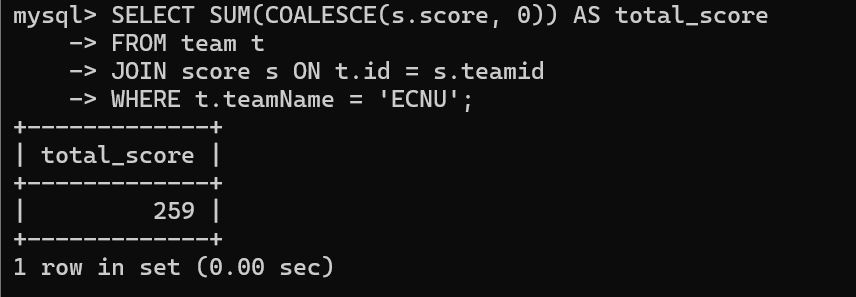 mysql> SELECT SUM(COALESCE(s.score, 0)) AS total_score
    -> FROM team t
    -> JOIN score s ON t.id = s.teamid
    -> WHERE t.teamName = 'ECNU';
+-------------+
| total_score |
+-------------+
|         259 |
+-------------+
1 row in set (0.00 sec)